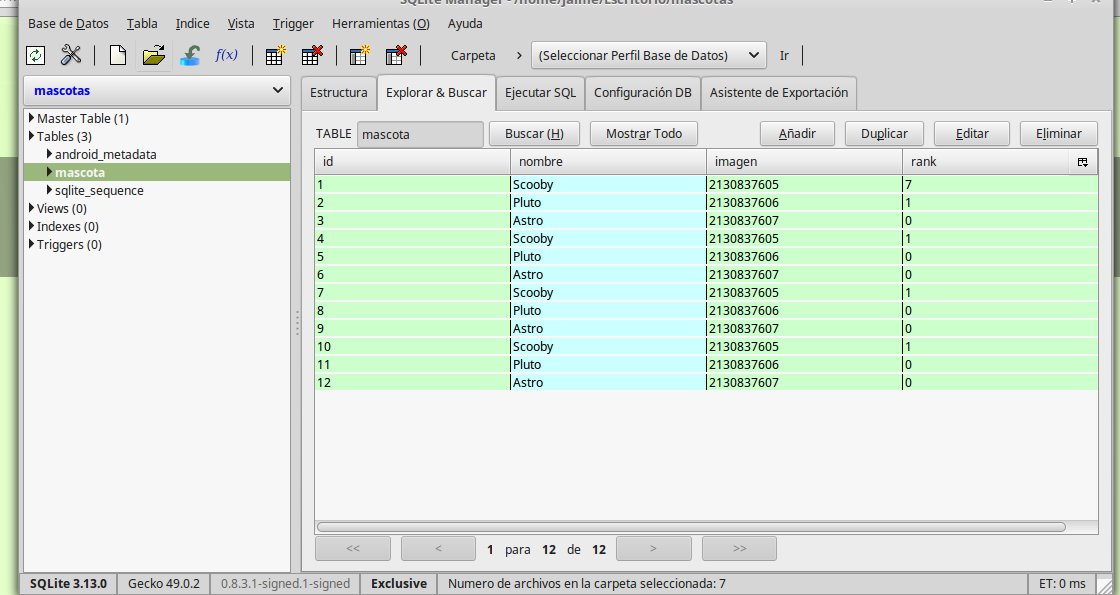 SQLite Manager - /home/jaime/Escritorio/mascotas
Base de Datos Tabla Indice Vista Trigger Herramientas (O) Ayuda
f(x) Carpeta (Seleccionar Perfil Base de Datos) Ir
mascotas
Master Table (1)
Tables (3)
android_metadata
mascota
sqlite_sequence
Views (0)
Indexes (0)
Triggers (0)
Estructura Explorar & Buscar Ejecutar SQL Configuración DB Asistente de Exportación
TABLE mascota Buscar (H) Mostrar Todo Añadir Duplicar Editar Eliminar
id nombre imagen rank
1 Scooby 2130837605 7
2 Pluto 2130837606 1
3 Astro 2130837607 0
4 Scooby 2130837605 1
5 Pluto 2130837606 0
6 Astro 2130837607 0
7 Scooby 2130837605 1
8 Pluto 2130837606 0
9 Astro 2130837607 0
10 Scooby 2130837605 1
11 Pluto 2130837606 0
12 Astro 2130837607 0
<< < 1 para 12 de 12 > >>
SQLite 3.13.0 Gecko 49.0.2 0.8.3.1-signed.1-signed Exclusive Numero de archivos en la carpeta seleccionada: 7 ET: 0 ms